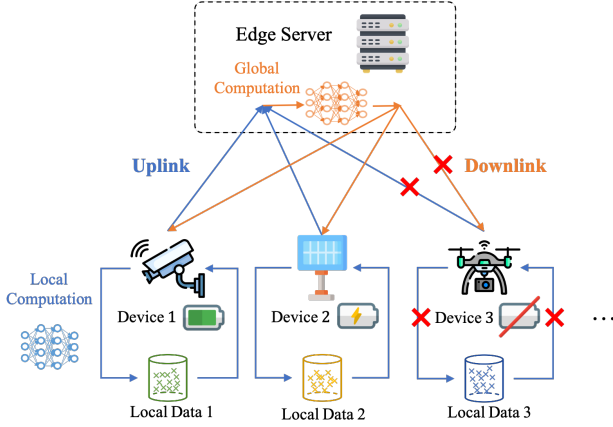 Edge Server
Global
Computation
Uplink
Downlink
Local
Computation
Device 1
Device 2
Device 3
...
Local Data 1
Local Data 2
Local Data 3